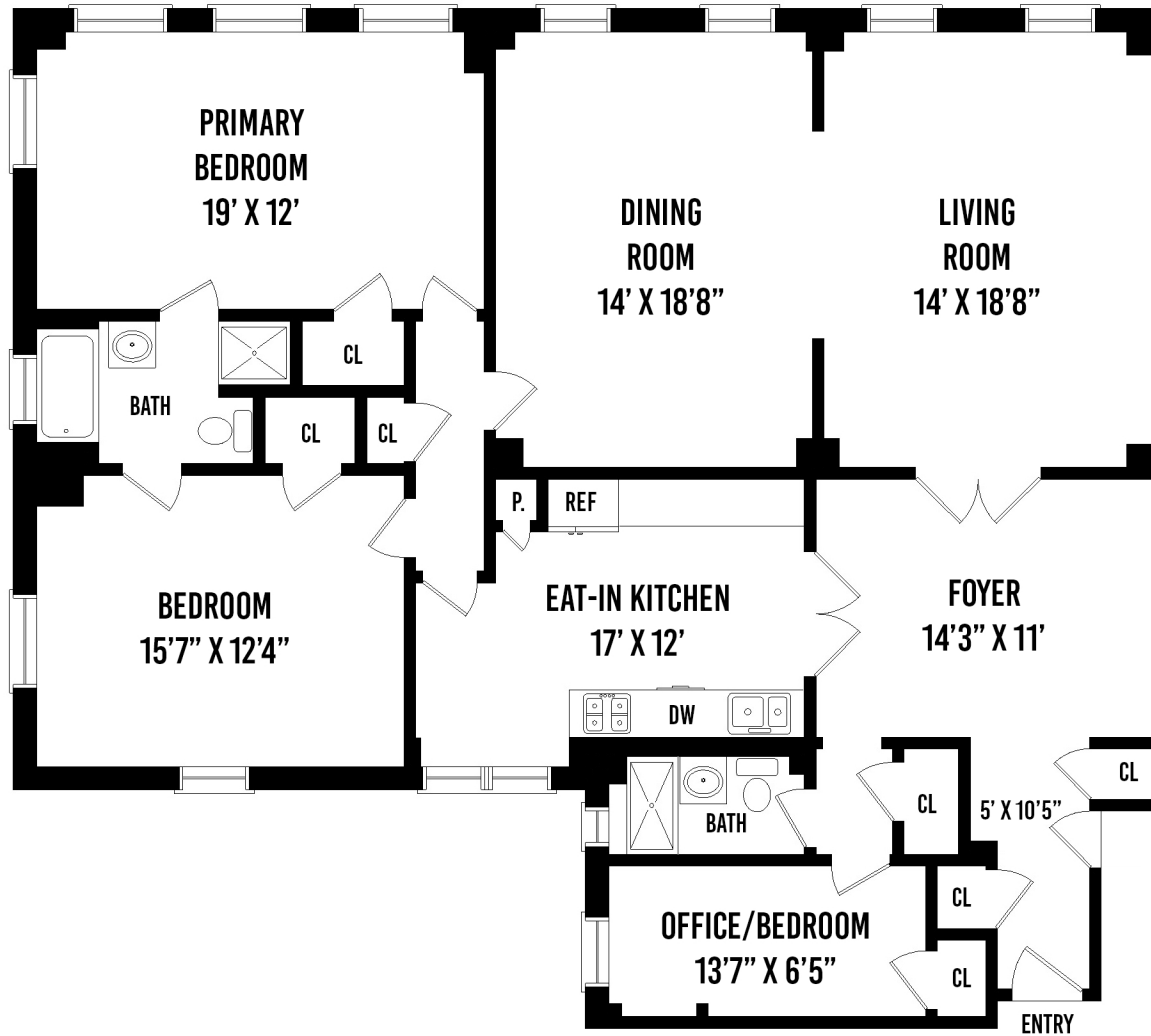 PRIMARY
BEDROOM
19' X 12'
DINING
ROOM
14' X 18'8"
LIVING
ROOM
14' X 18'8"
CL
BATH
CL
CL
P.
REF
BEDROOM
15'7" X 12'4"
EAT-IN KITCHEN
17' X 12'
FOYER
14'3" X 11'
DW
CL
CL
5' X 10'5"
BATH
CL
OFFICE/BEDROOM
13'7" X 6'5"
CL
ENTRY